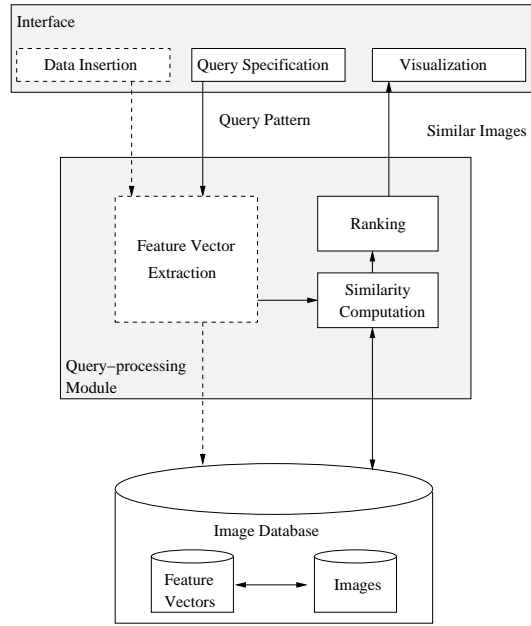 Interface
Data Insertion
Query Specification
Visualization
Query Pattern
Similar Images
Feature Vector
Extraction
Ranking
Similarity
Computation
Query−processing
Module
Image Database
Feature
Vectors
Images